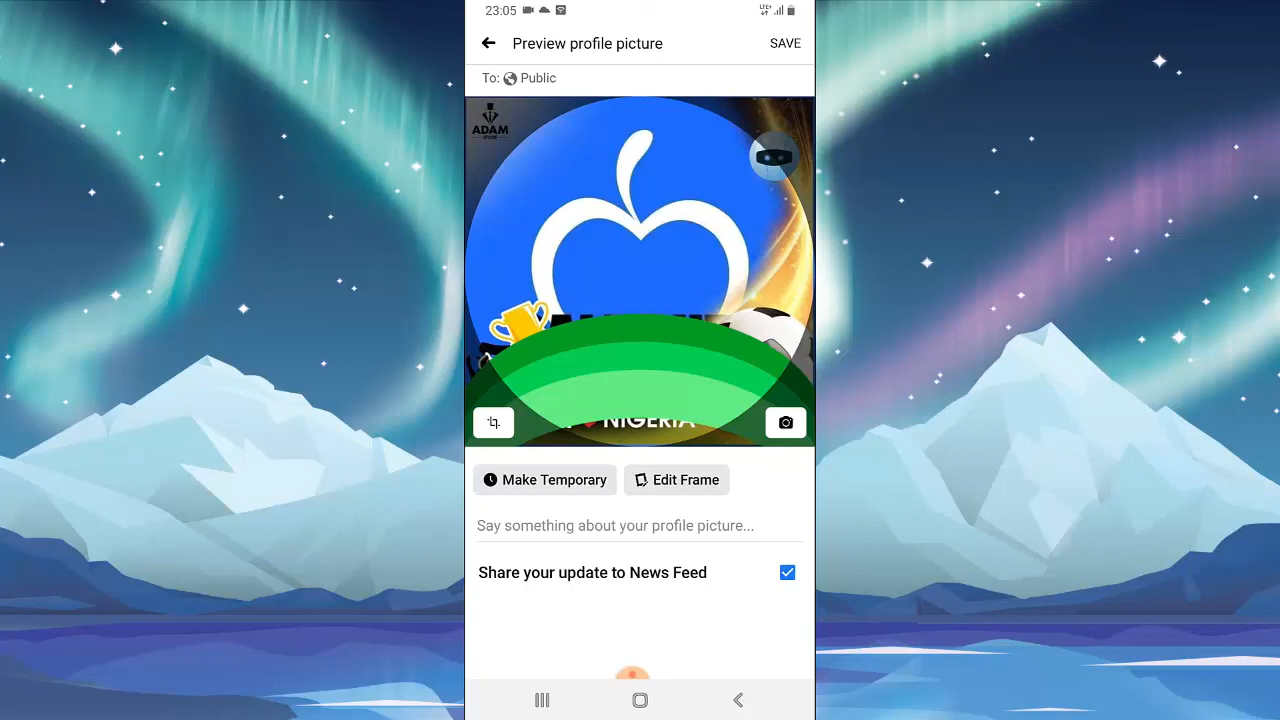 23:05
LTE+
Preview profile picture
SAVE
To: Public
ADAM
NIGERIA
Make Temporary
Edit Frame
Say something about your profile picture...
Share your update to News Feed